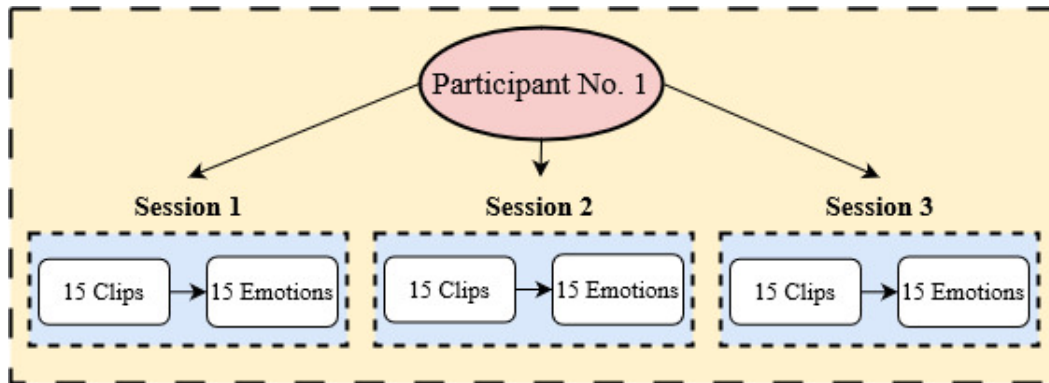 Participant No. 1
Session 1
Session 2
Session 3
15 Clips
15 Emotions
15 Clips
15 Emotions
15 Clips
15 Emotions